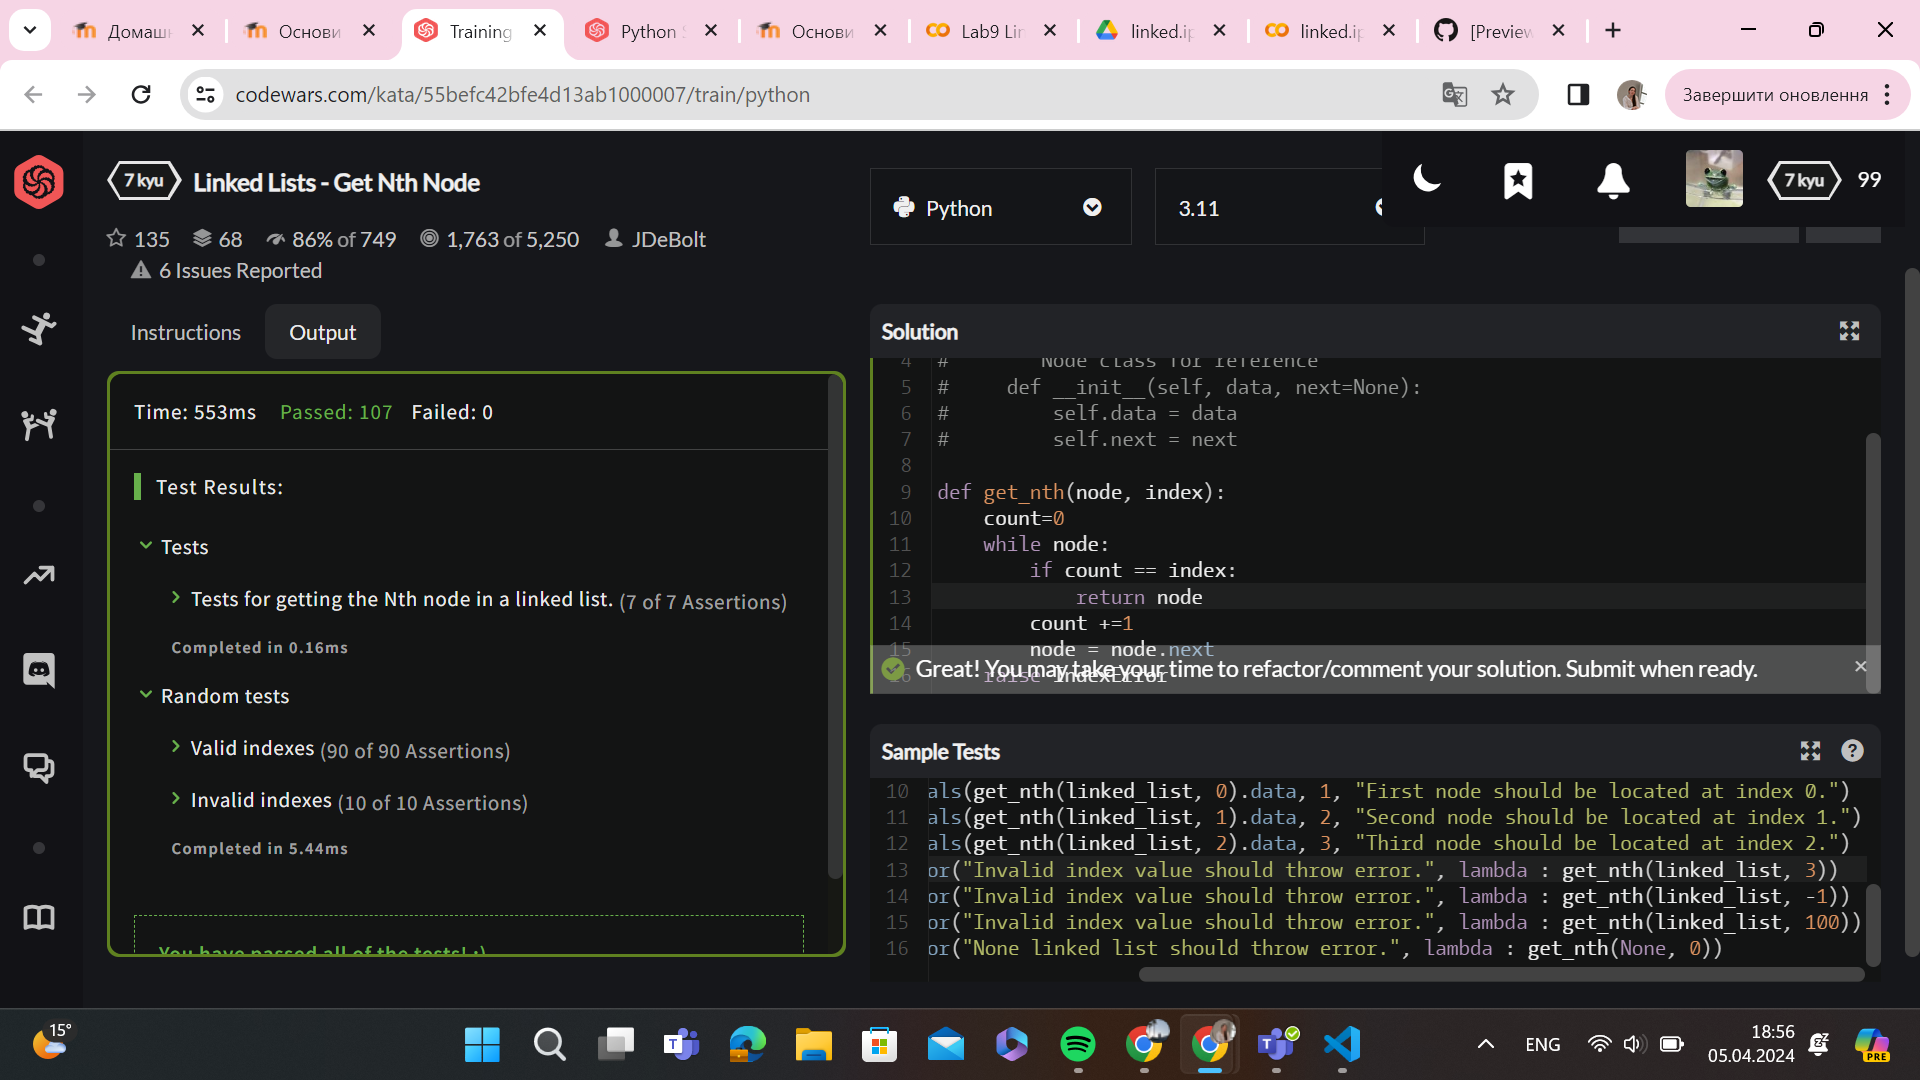 Домашн
Основи
Training
Python S
Основи
Lab9 Lin
linked.ip
linked.ip
[Preview
codewars.com/kata/55befc42bfe4d13ab1000007/train/python
Завершити оновлення
7 kyu
Linked Lists - Get Nth Node
Python
3.11
7 kyu
99
135
68
86% of 749
1,763 of 5,250
JDeBolt
6 Issues Reported
Instructions
Output
Time: 553ms Passed: 107 Failed: 0
Test Results:
Tests
Tests for getting the Nth node in a linked list. (7 of 7 Assertions)
Completed in 0.16ms
Random tests
Valid indexes (90 of 90 Assertions)
Invalid indexes (10 of 10 Assertions)
Completed in 5.44ms
You have passed all of the tests! :)
Solution
4 # Node class for reference
5 # def __init__(self, data, next=None):
6 # self.data = data
7 # self.next = next
8
9 def get_nth(node, index):
10 count=0
11 while node:
12 if count == index:
13 return node
14 count +=1
15 node = node.next
16 raise IndexError
Great! You may take your time to refactor/comment your solution. Submit when ready.
Sample Tests
10 als(get_nth(linked_list, 0).data, 1, "First node should be located at index 0.")
11 als(get_nth(linked_list, 1).data, 2, "Second node should be located at index 1.")
12 als(get_nth(linked_list, 2).data, 3, "Third node should be located at index 2.")
13 or("Invalid index value should throw error.", lambda : get_nth(linked_list, 3))
14 or("Invalid index value should throw error.", lambda : get_nth(linked_list, -1))
15 or("Invalid index value should throw error.", lambda : get_nth(linked_list, 100))
16 or("None linked list should throw error.", lambda : get_nth(None, 0))
15°
ENG
18:56
05.04.2024
PRE